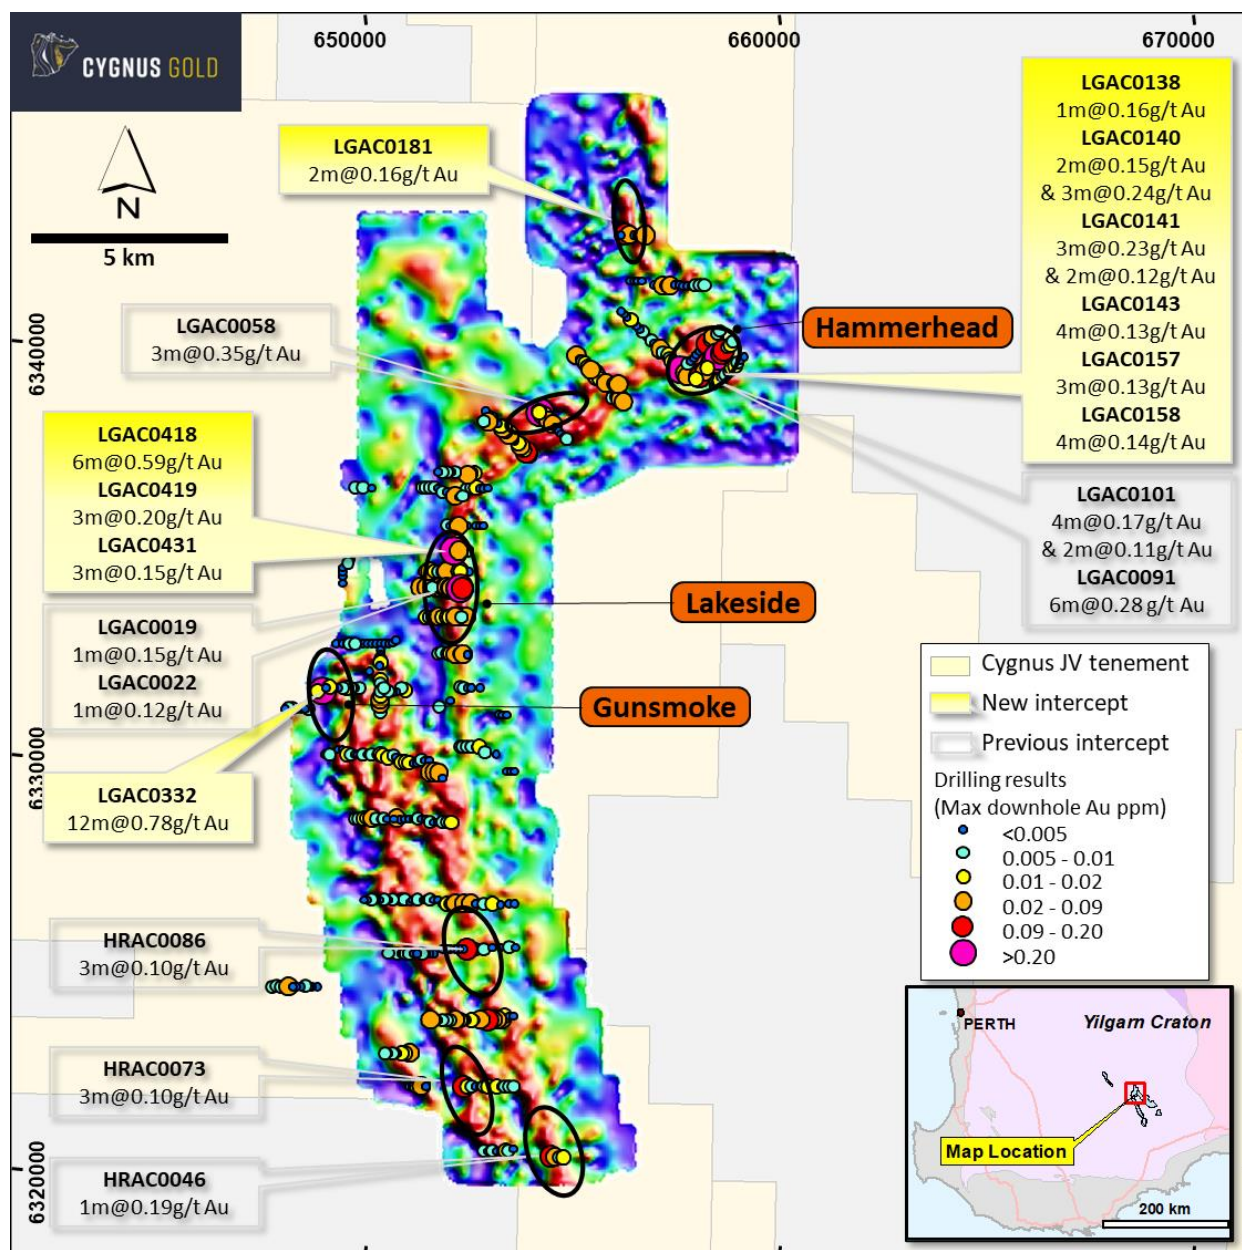 CYGNUS GOLD
650000
660000
670000
N
5 km
6340000
6330000
6320000
LGAC0181
2m@0.16g/t Au
LGAC0138
1m@0.16g/t Au
LGAC0140
2m@0.15g/t Au
& 3m@0.24g/t Au
LGAC0141
3m@0.23g/t Au
& 2m@0.12g/t Au
LGAC0143
4m@0.13g/t Au
LGAC0157
3m@0.13g/t Au
LGAC0158
4m@0.14g/t Au
LGAC0058
3m@0.35g/t Au
Hammerhead
LGAC0418
6m@0.59g/t Au
LGAC0419
3m@0.20g/t Au
LGAC0431
3m@0.15g/t Au
LGAC0101
4m@0.17g/t Au
& 2m@0.11g/t Au
LGAC0091
6m@0.28 g/t Au
Lakeside
LGAC0019
1m@0.15g/t Au
LGAC0022
1m@0.12g/t Au
Gunsmoke
LGAC0332
12m@0.78g/t Au
HRAC0086
3m@0.10g/t Au
HRAC0073
3m@0.10g/t Au
HRAC0046
1m@0.19g/t Au
Cygnus JV tenement
New intercept
Previous intercept
Drilling results
(Max downhole Au ppm)
<0.005
0.005 - 0.01
0.01 - 0.02
0.02 - 0.09
0.09 - 0.20
>0.20
PERTH
Yilgarn Craton
Map Location
200 km